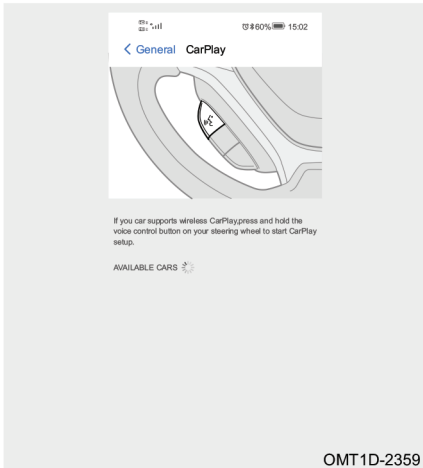 60% 15:02
General CarPlay
If you car supports wireless CarPlay,press and hold the
voice control button on your steering wheel to start CarPlay
setup.
AVAILABLE CARS
OMT1D-2359